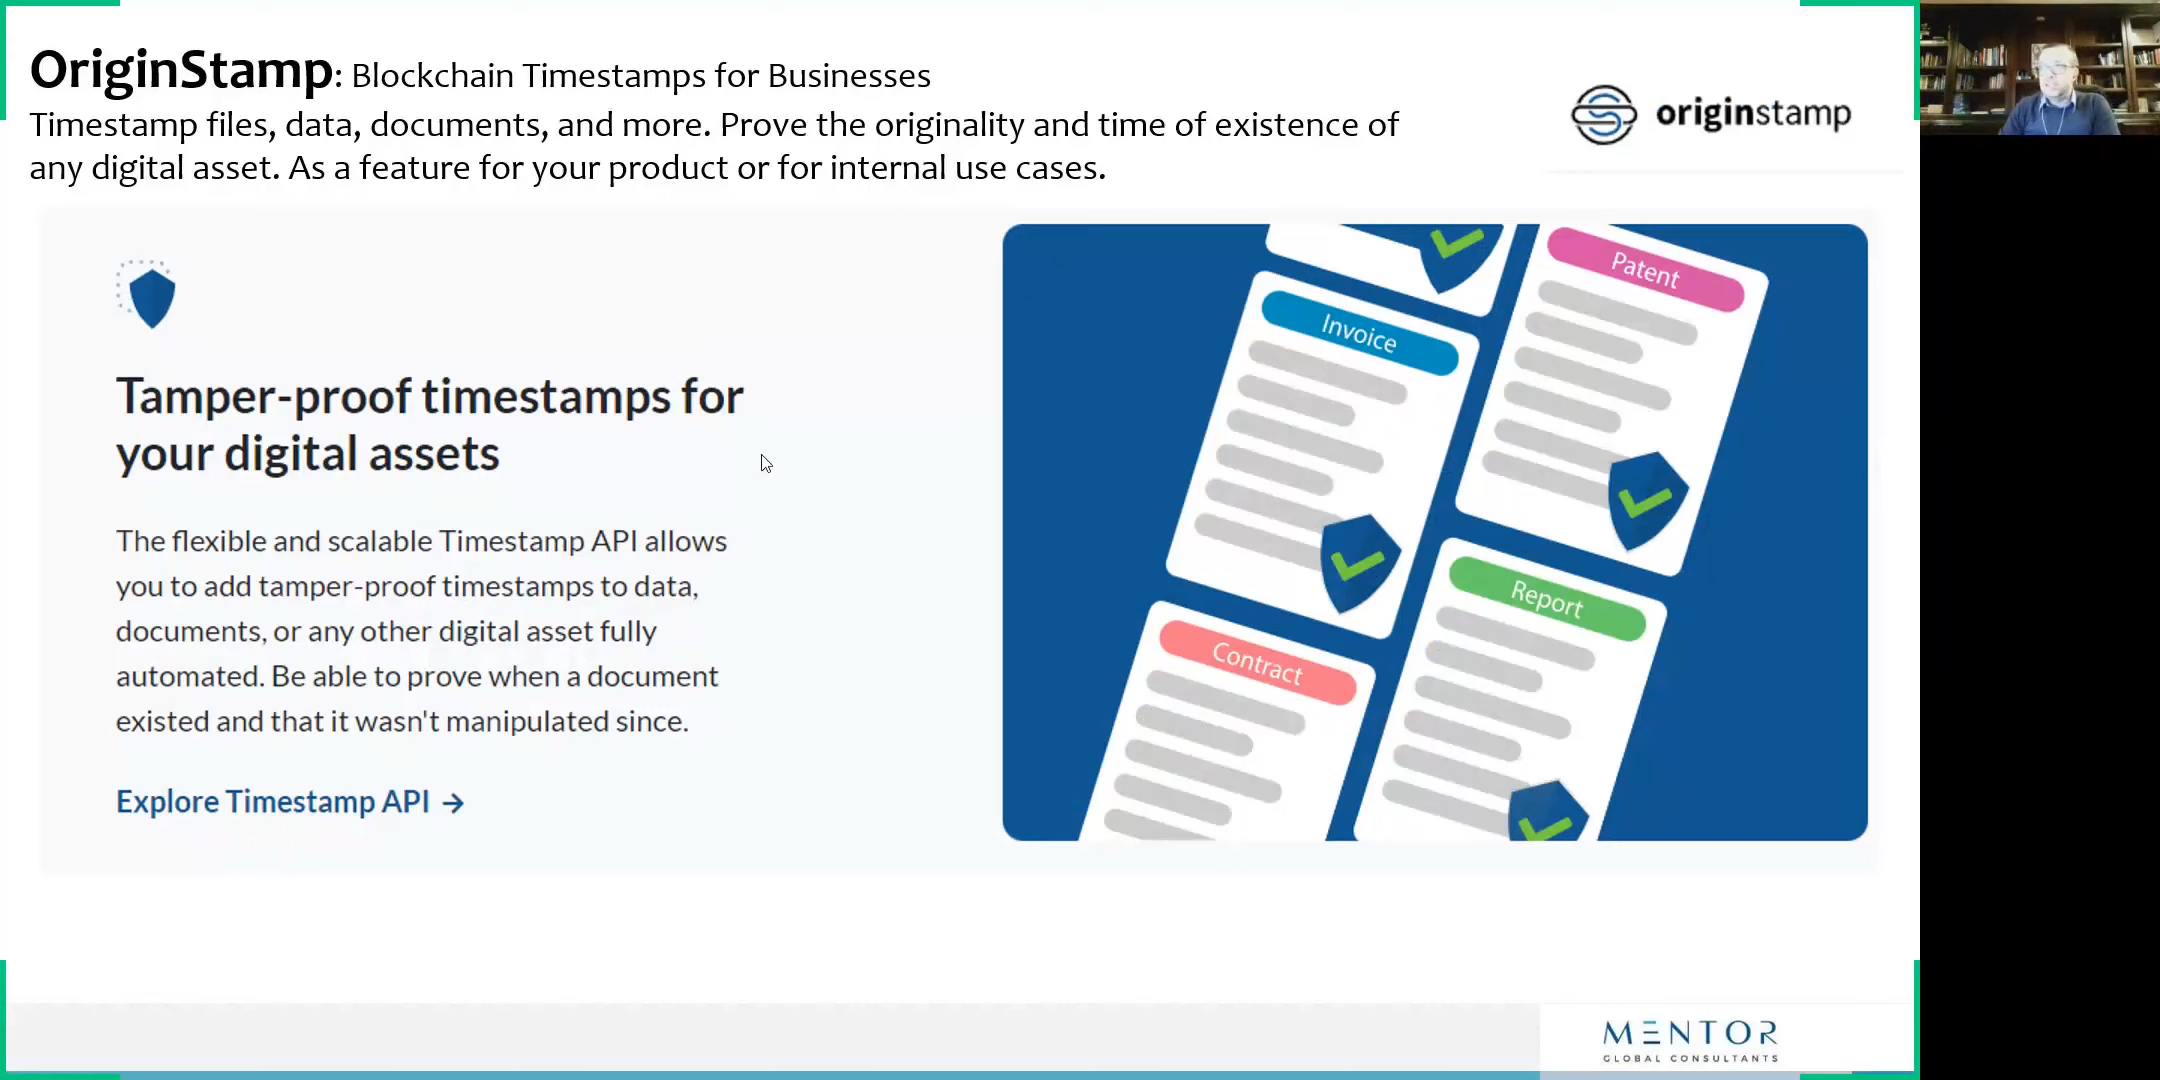 OriginStamp: Blockchain Timestamps for Businesses
Timestamp files, data, documents, and more. Prove the originality and time of existence of
any digital asset. As a feature for your product or for internal use cases.
originstamp
Tamper-proof timestamps for
your digital assets
The flexible and scalable Timestamp API allows
you to add tamper-proof timestamps to data,
documents, or any other digital asset fully
automated. Be able to prove when a document
existed and that it wasn't manipulated since.
Explore Timestamp API →
Patent
Invoice
Report
Contract
MENTOR
GLOBAL CONSULTANTS